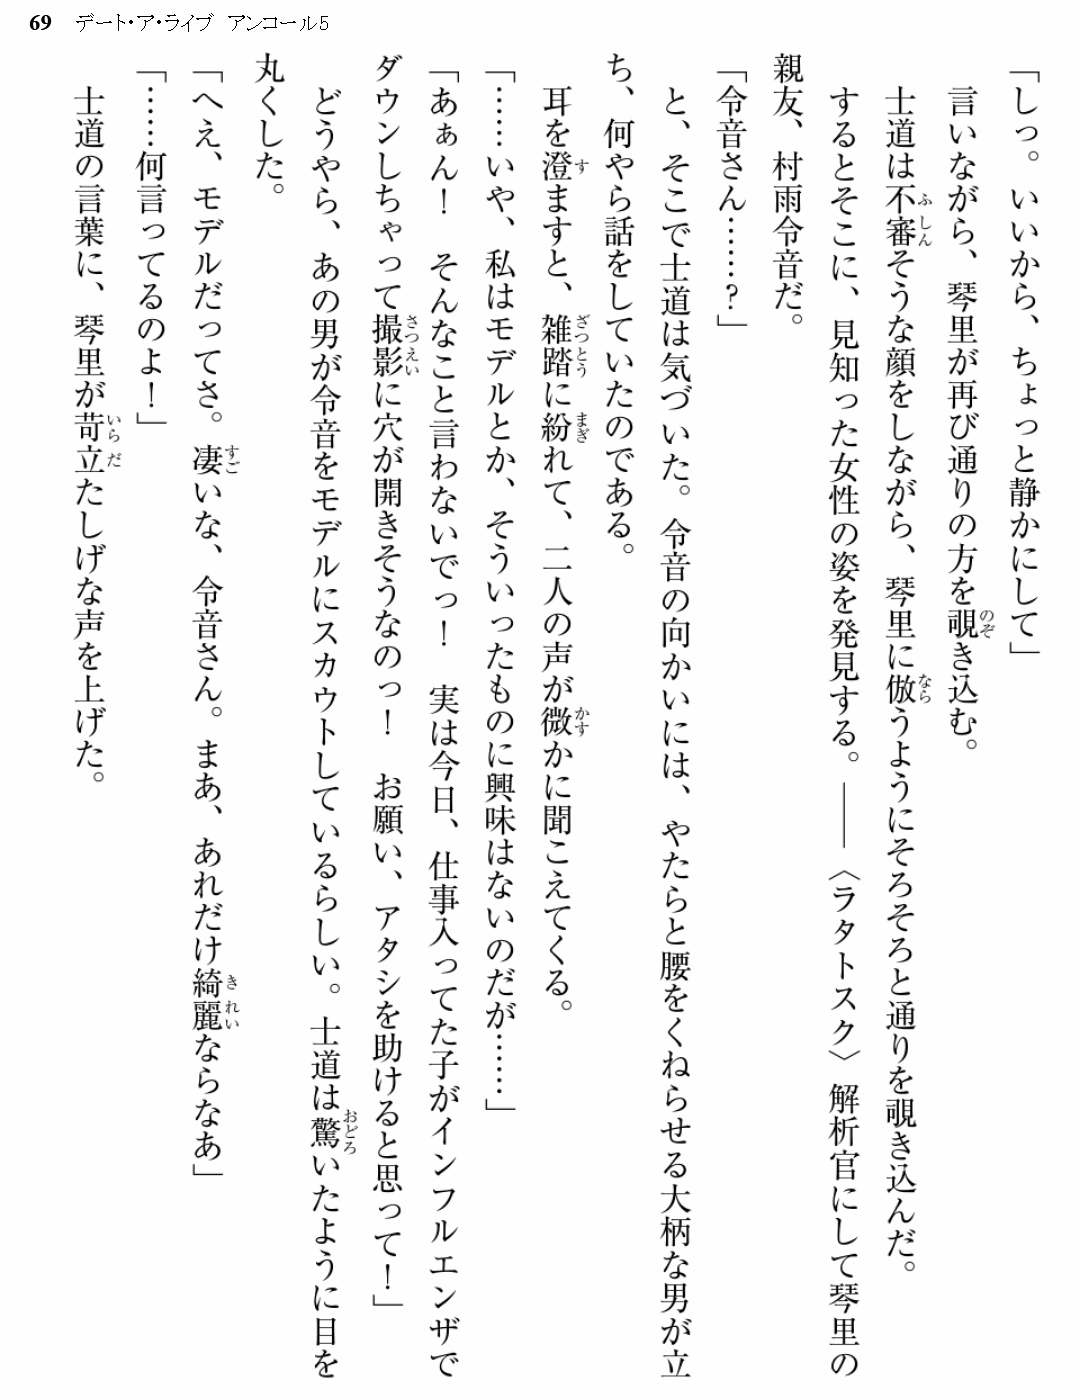 69 デート・ア・ライブ アンコール5
「しっ。いいから、ちょっと静かにして」
言いながら、琴里が再び通りの方を覗き込む。
士道は不審そうな顔をしながら、琴里に倣うようにそろそろと通りを覗き込んだ。
するとそこに、見知った女性の姿を発見する。――〈ラタトスク〉解析官にして琴里の
親友、村雨令音だ。
「令音さん……?」
と、そこで士道は気づいた。令音の向かいには、やたらと腰をくねらせる大柄な男が立
ち、何やら話をしていたのである。
耳を澄ますと、雑踏に紛れて、二人の声が微かに聞こえてくる。
「……いや、私はモデルとか、そういったものに興味はないのだが……」
「あぁん! そんなこと言わないでっ! 実は今日、仕事入ってた子がインフルエンザで
ダウンしちゃって撮影に穴が開きそうなのっ! お願い、アタシを助けると思って!」
どうやら、あの男が令音をモデルにスカウトしているらしい。士道は驚いたように目を
丸くした。
「へえ、モデルだってさ。凄いな、令音さん。まあ、あれだけ綺麗ならなあ」
「……何言ってるのよ!」
士道の言葉に、琴里が苛立たしげな声を上げた。